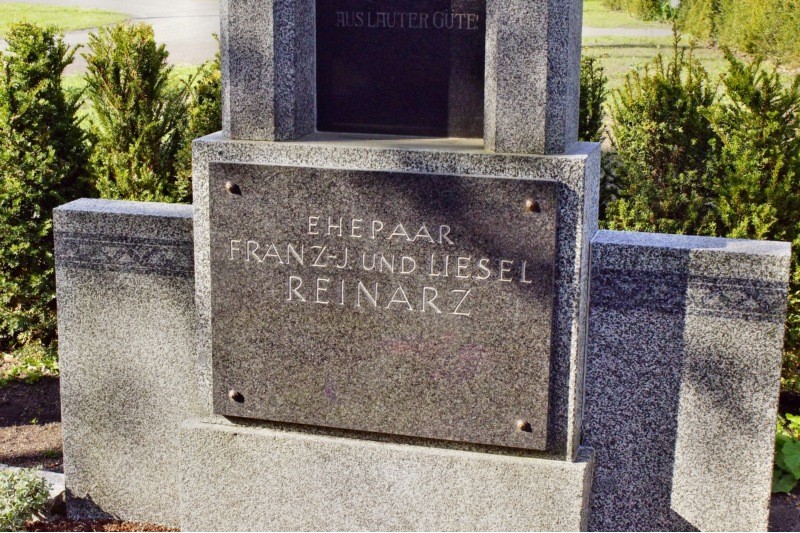 AUS LAUTER GÜTE!
EHEPAAR
FRANZ-J. UND LIESEL
REINARZ